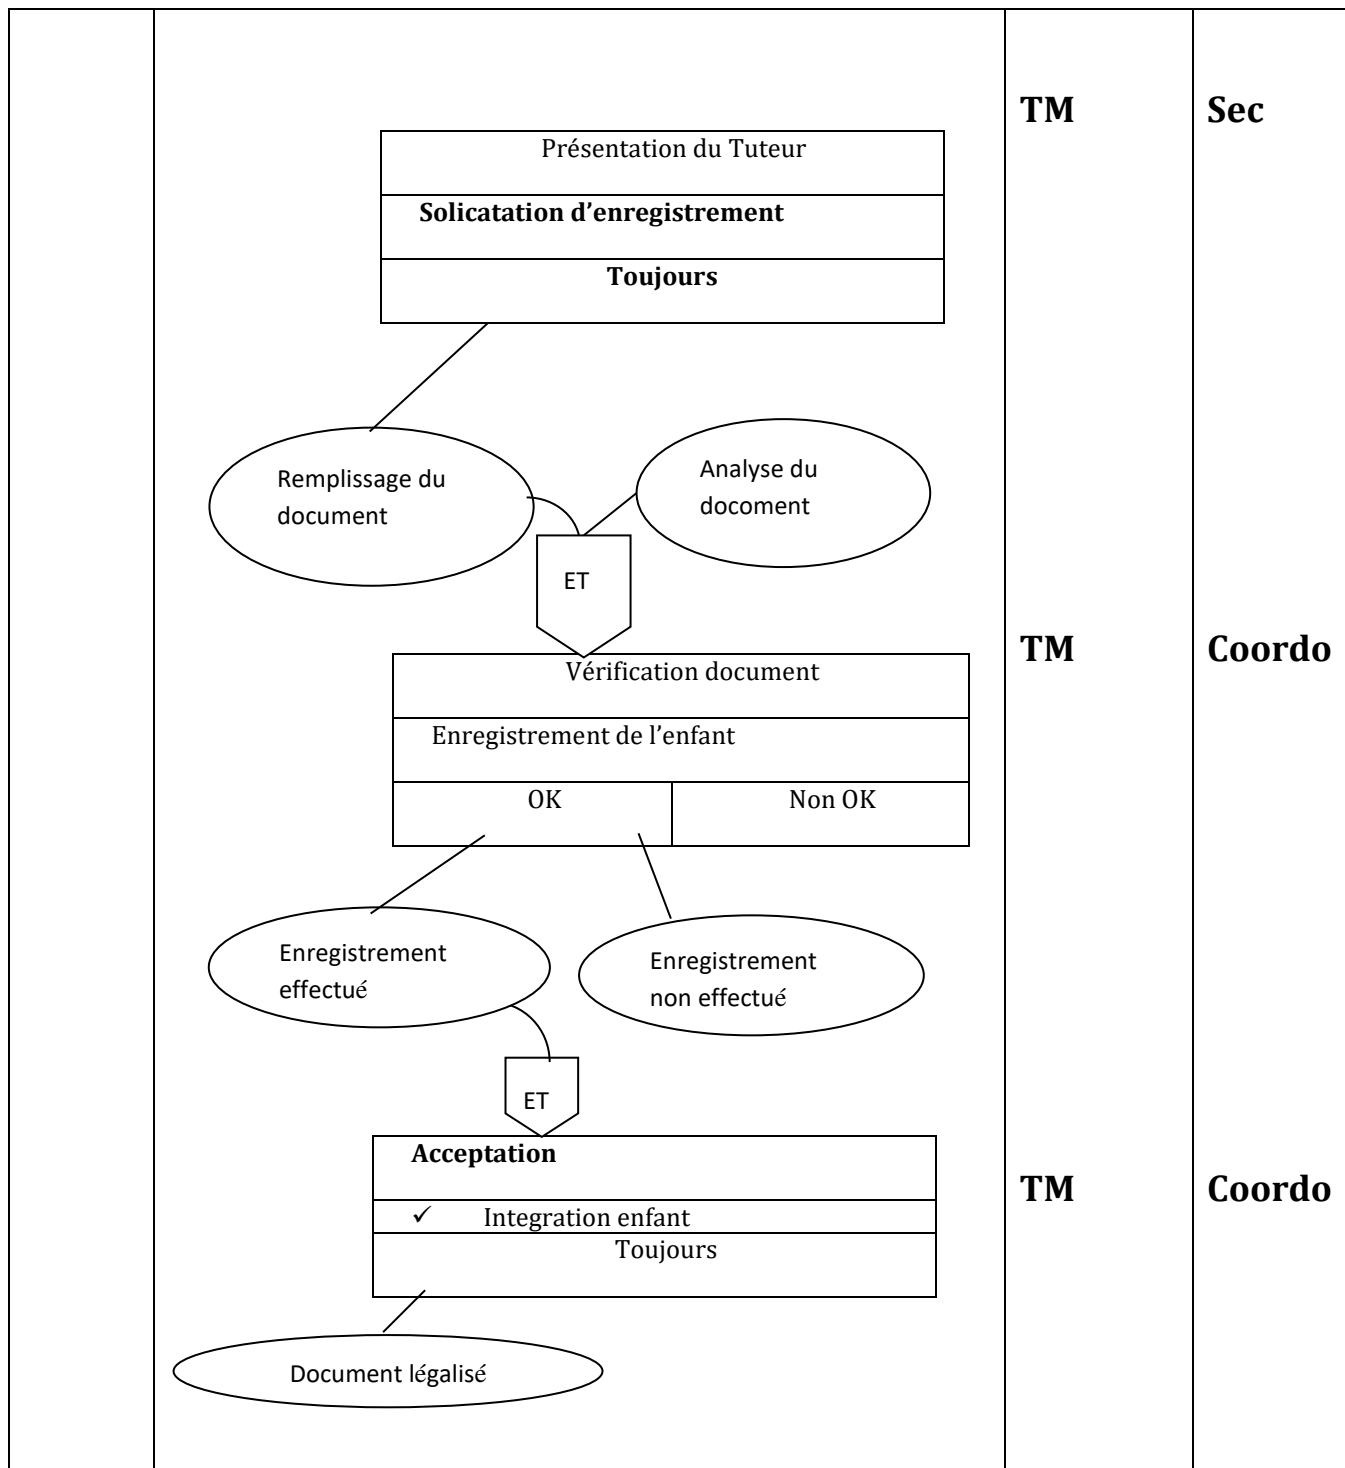 TM
Sec
Présentation du Tuteur
Solicatation d’enregistrement
Toujours
Remplissage du
document
Analyse du
docoment
ET
TM
Coordo
Vérification document
Enregistrement de l’enfant
OK
Non OK
Enregistrement
effectué
Enregistrement
non effectué
ET
Acceptation
✓ Integration enfant
TM
Coordo
Toujours
Document légalisé